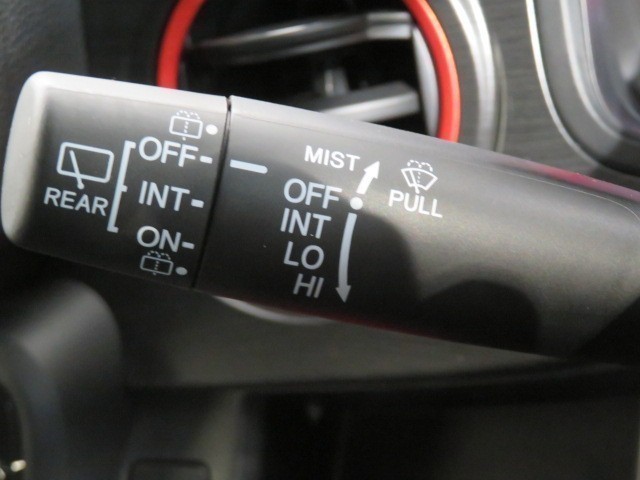 REAR
OFF
INT
ON
MIST
OFF
INT
LO
HI
PULL